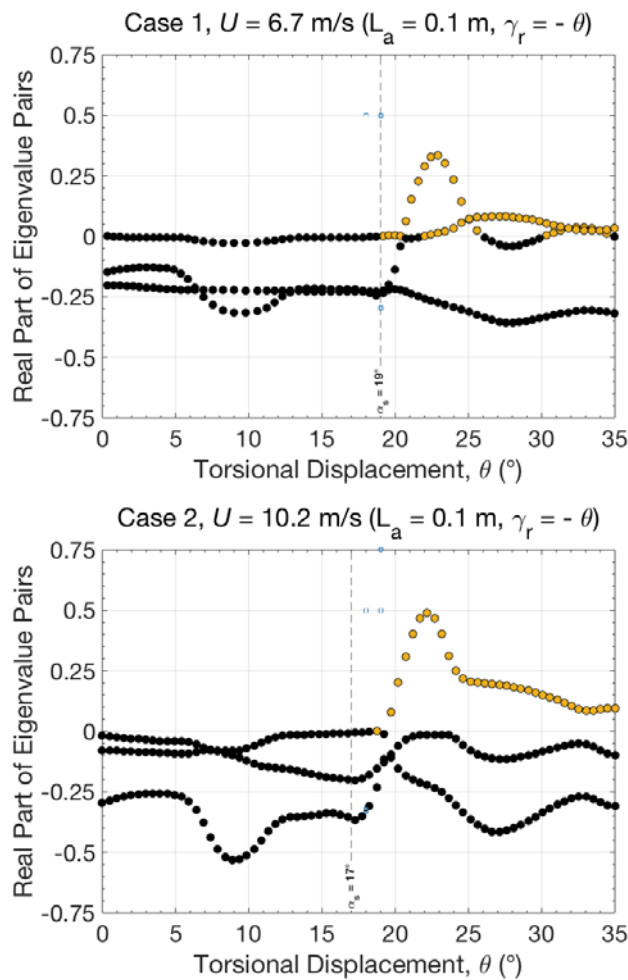 Case 1, U = 6.7 m/s (Lₐ = 0.1 m, γᵣ = - θ)
Real Part of Eigenvalue Pairs
0.75
0.5
0.25
0
-0.25
-0.5
-0.75
αₛ = 19°
0 5 10 15 20 25 30 35
Torsional Displacement, θ (°)
Case 2, U = 10.2 m/s (Lₐ = 0.1 m, γᵣ = - θ)
Real Part of Eigenvalue Pairs
0.75
0.5
0.25
0
-0.25
-0.5
-0.75
αₛ = 17°
0 5 10 15 20 25 30 35
Torsional Displacement, θ (°)